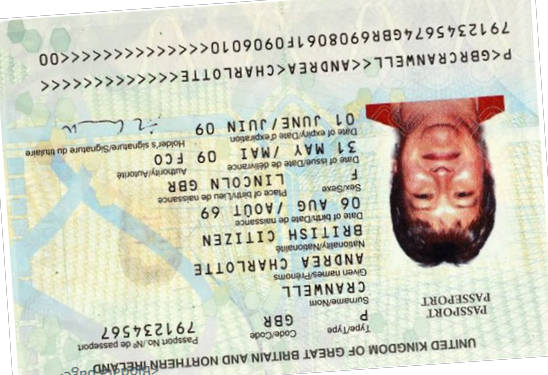 UNITED KINGDOM OF GREAT BRITAIN AND NORTHERN IRELAND
PASSPORT
PASSEPORT
Type/Type
Code/Code
Passport No./No de passeport
P
GBR
791234567
Surname/Nom
CRANWELL
Given names/Prénoms
ANDREA CHARLOTTE
Nationality/Nationalité
BRITISH CITIZEN
Date of birth/Date de naissance
06 AUG /AOÛT 69
Sex/Sexe
Place of birth/Lieu de naissance
F
LINCOLN GBR
Date of issue/Date de délivrance
Authority/Autorité
31 MAY /MAI 09
FCO
Date of expiry/Date d'expiration
Holder's signature/Signature du titulaire
01 JUNE/JUIN 09
P<GBRCRANWELL<<ANDREA<CHARLOTTE<<<<<<<<<<<<<
7912345674GBR6908061F0906010<<<<<<<<<<<<<<00